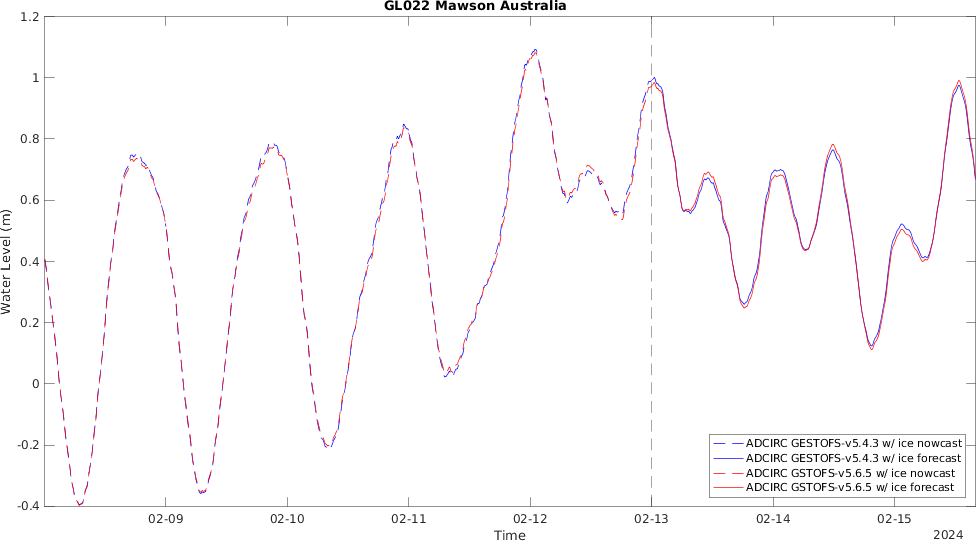 GL022 Mawson Australia
Water Level (m)
1.2
1
0.8
0.6
0.4
0.2
0
-0.2
-0.4
ADCIRC GESTOFS-v5.4.3 w/ ice nowcast
ADCIRC GESTOFS-v5.4.3 w/ ice forecast
ADCIRC GSTOFS-v5.6.5 w/ ice nowcast
ADCIRC GSTOFS-v5.6.5 w/ ice forecast
02-09 02-10 02-11 02-12 02-13 02-14 02-15
Time
2024